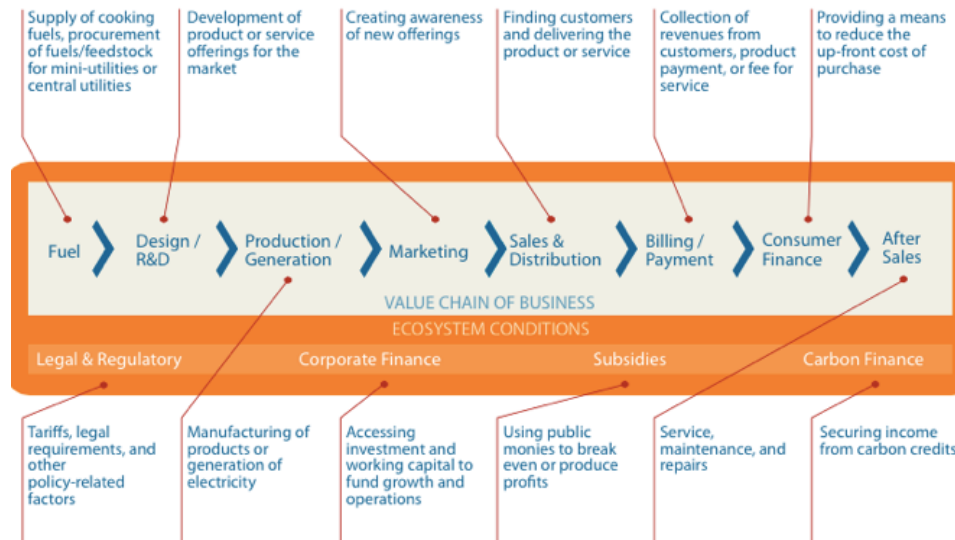 Supply of cooking
fuels, procurement
of fuels/feedstock
for mini-utilities or
central utilities
Development of
product or service
offerings for the
market
Creating awareness
of new offerings
Finding customers
and delivering the
product or service
Collection of
revenues from
customers, product
payment, or fee for
service
Providing a means
to reduce the
up-front cost of
purchase
Fuel
Design /
R&D
Production /
Generation
Marketing
Sales &
Distribution
Billing /
Payment
Consumer
Finance
After
Sales
VALUE CHAIN OF BUSINESS
ECOSYSTEM CONDITIONS
Legal & Regulatory
Corporate Finance
Subsidies
Carbon Finance
Tariffs, legal
requirements, and
other
policy-related
factors
Manufacturing of
products or
generation of
electricity
Accessing
investment and
working capital to
fund growth and
operations
Using public
monies to break
even or produce
profits
Service,
maintenance, and
repairs
Securing income
from carbon credits